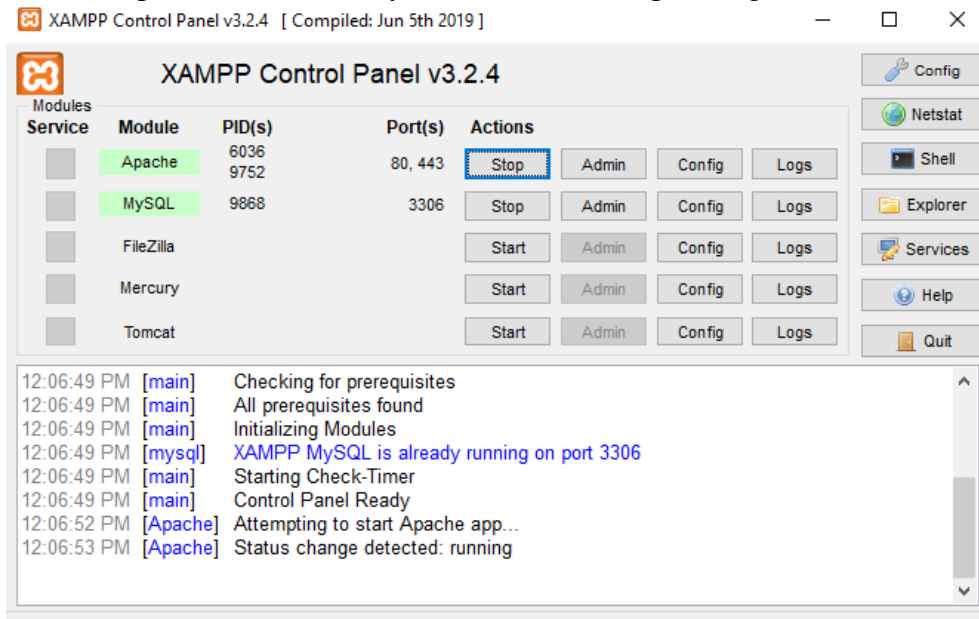 XAMPP Control Panel v3.2.4 [ Compiled: Jun 5th 2019 ]
XAMPP Control Panel v3.2.4
Config
Modules
Service Module PID(s) Port(s) Actions
Netstat
Apache 6036 9752 80, 443 Stop Admin Config Logs
Shell
MySQL 9868 3306 Stop Admin Config Logs
Explorer
FileZilla Start Admin Config Logs
Services
Mercury Start Admin Config Logs
Help
Tomcat Start Admin Config Logs
Quit
12:06:49 PM [main] Checking for prerequisites
12:06:49 PM [main] All prerequisites found
12:06:49 PM [main] Initializing Modules
12:06:49 PM [mysql] XAMPP MySQL is already running on port 3306
12:06:49 PM [main] Starting Check-Timer
12:06:49 PM [main] Control Panel Ready
12:06:52 PM [Apache] Attempting to start Apache app...
12:06:53 PM [Apache] Status change detected: running